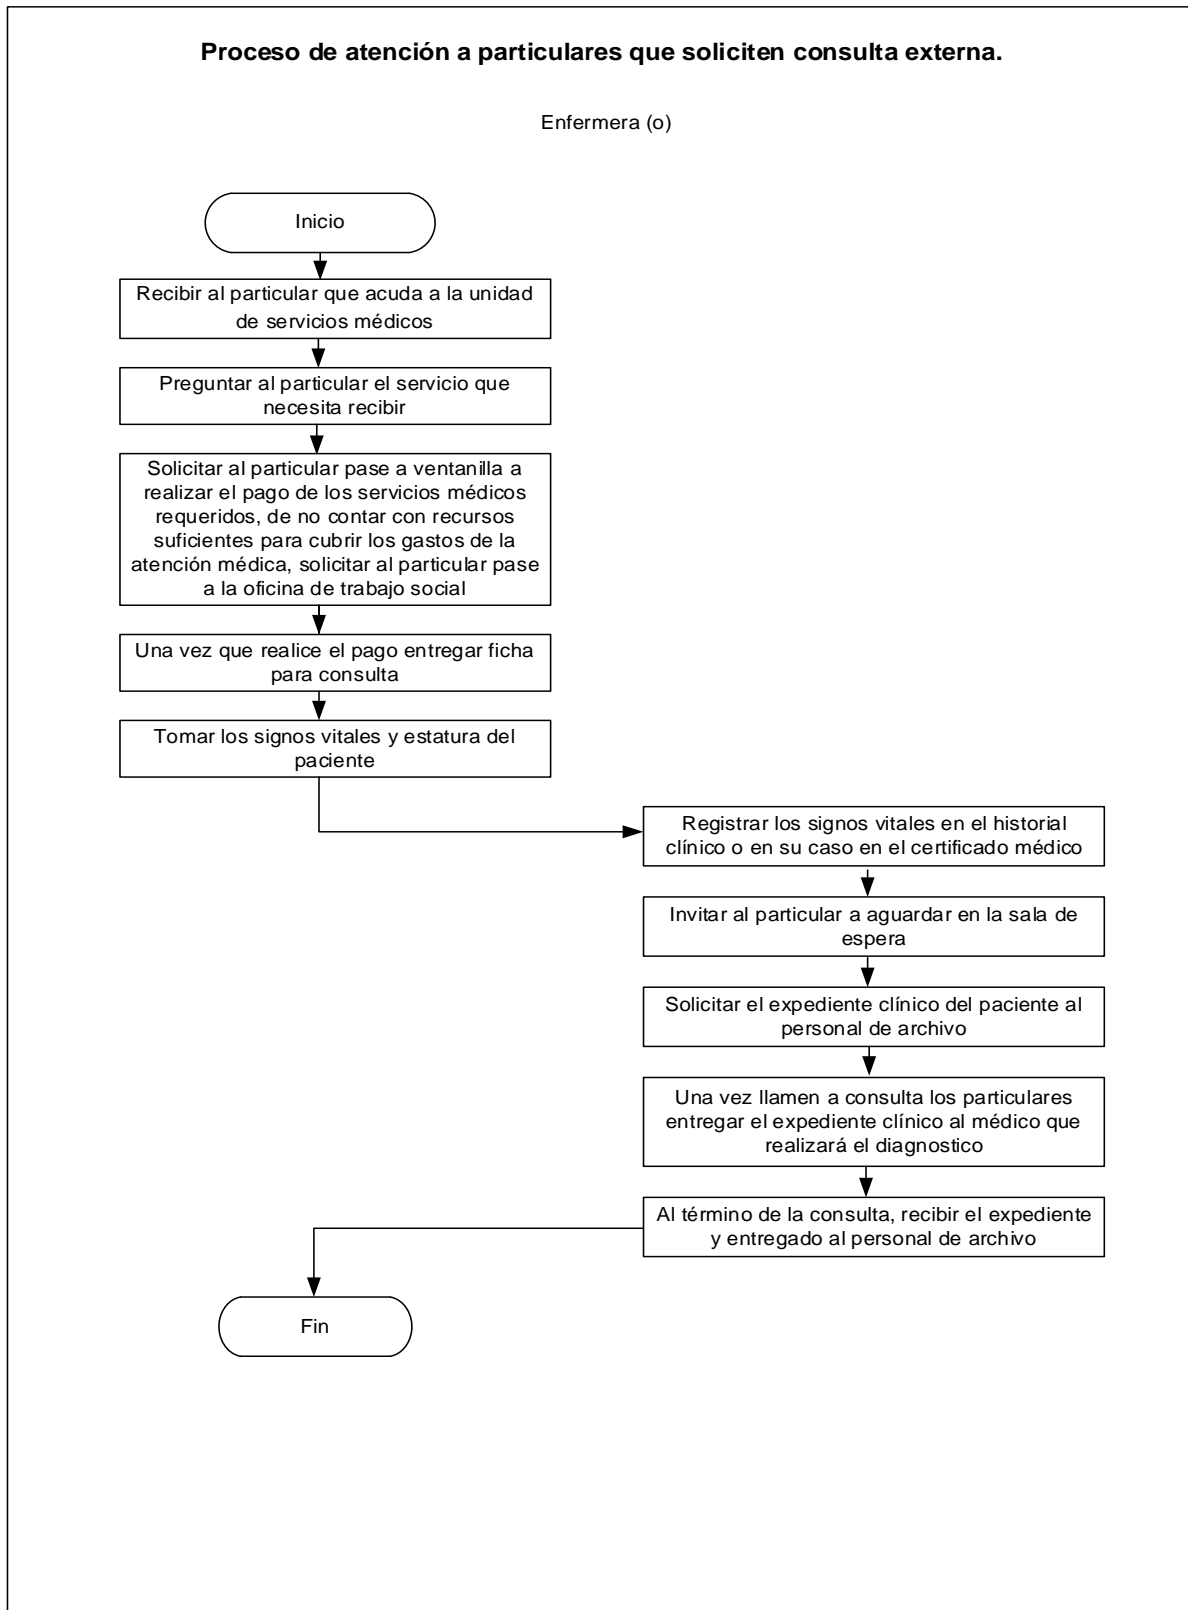 Proceso de atención a particulares que soliciten consulta externa.
Enfermera (o)
Inicio
Recibir al particular que acuda a la unidad
de servicios médicos
Preguntar al particular el servicio que
necesita recibir
Solicitar al particular pase a ventanilla a
realizar el pago de los servicios médicos
requeridos, de no contar con recursos
suficientes para cubrir los gastos de la
atención médica, solicitar al particular pase
a la oficina de trabajo social
Una vez que realice el pago entregar ficha
para consulta
Tomar los signos vitales y estatura del
paciente
Registrar los signos vitales en el historial
clínico o en su caso en el certificado médico
Invitar al particular a aguardar en la sala de
espera
Solicitar el expediente clínico del paciente al
personal de archivo
Una vez llamen a consulta los particulares
entregar el expediente clínico al médico que
realizará el diagnostico
Al término de la consulta, recibir el expediente
y entregado al personal de archivo
Fin